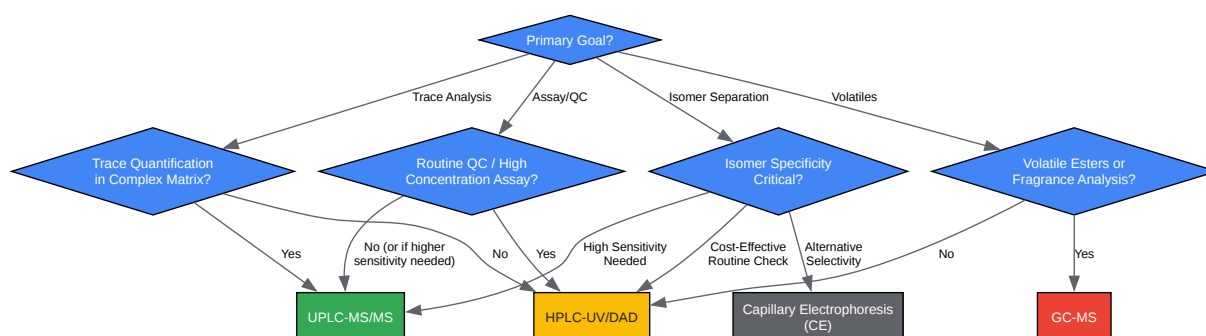 Primary Goal?
Trace Analysis
Assay/QC
Isomer Separation
Volatiles
Trace Quantification
in Complex Matrix?
Routine QC / High
Concentration Assay?
Isomer Specificity
Critical?
Volatile Esters or
Fragrance Analysis?
Yes
No (or if higher
sensitivity needed)
No
Yes
High Sensitivity
Needed
Cost-Effective
Routine Check
Alternative
Selectivity
No
Yes
UPLC-MS/MS
HPLC-UV/DAD
Capillary Electrophoresis
(CE)
GC-MS